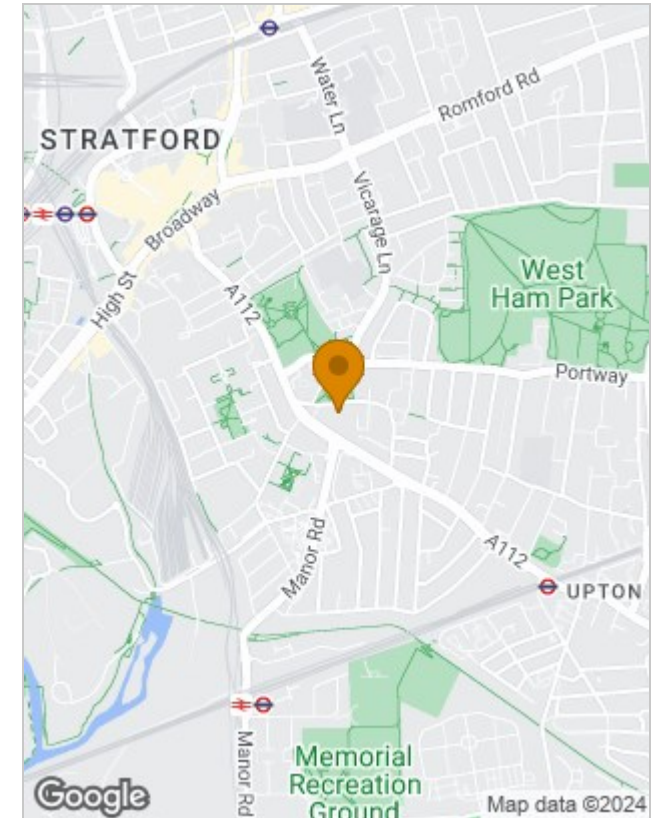 Water Ln
Romford Rd
STRATFORD
Vicarage Ln
Broadway
West
Ham Park
High St
A112
Portway
Manor Rd
A112
UPTON
Manor Rd
Memorial
Recreation
Ground
Google
Map data ©2024